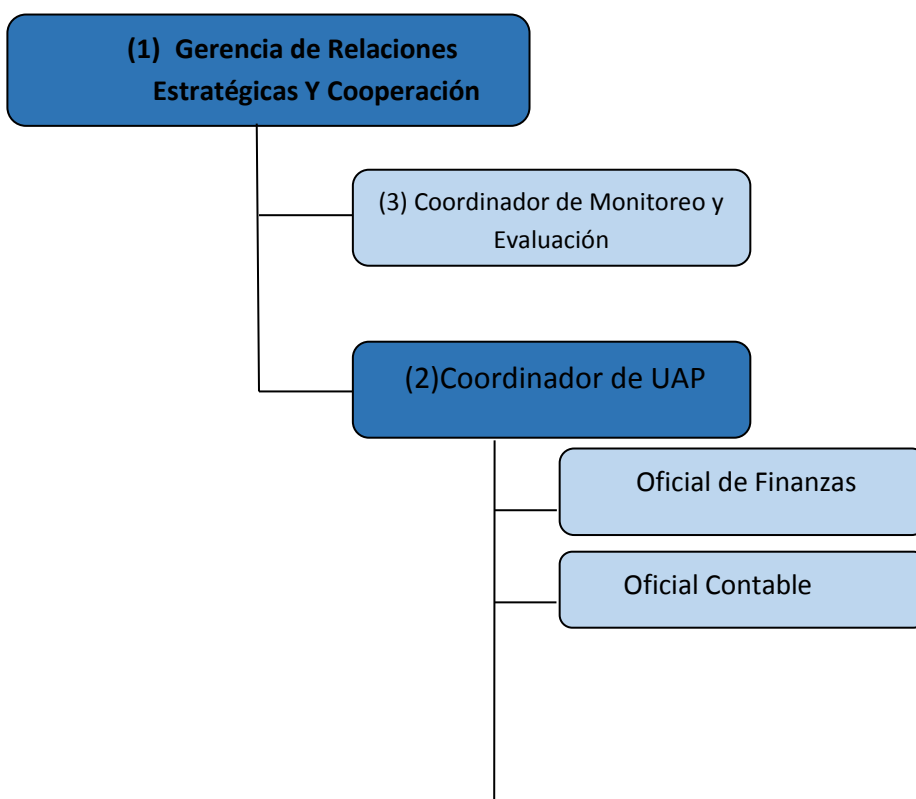 (1) Gerencia de Relaciones
Estratégicas Y Cooperación
(3) Coordinador de Monitoreo y
Evaluación
(2)Coordinador de UAP
Oficial de Finanzas
Oficial Contable